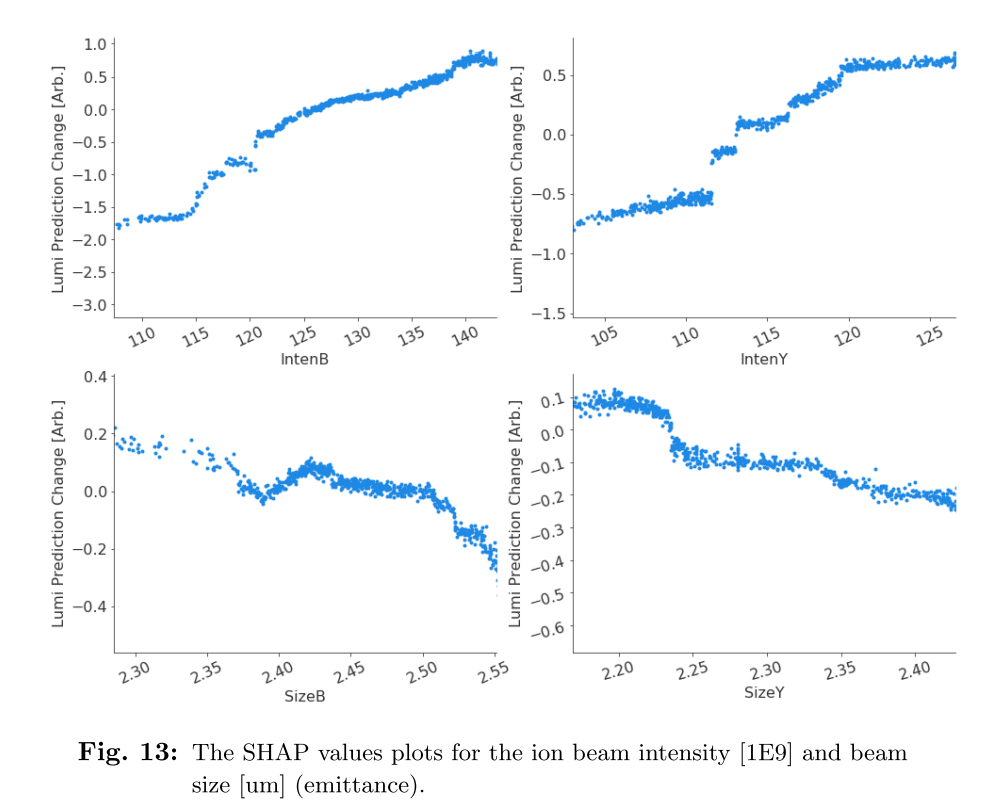 1.0
0.5
0.0
−0.5
−1.0
−1.5
−2.0
−2.5
−3.0
Lumi Prediction Change [Arb.]
110 115 120 125 130 135 140
IntenB
0.5
0.0
−0.5
−1.0
−1.5
Lumi Prediction Change [Arb.]
105 110 115 120 125
IntenY
0.4
0.2
0.0
−0.2
−0.4
Lumi Prediction Change [Arb.]
2.30 2.35 2.40 2.45 2.50 2.55
SizeB
0.1
0.0
−0.1
−0.2
−0.3
−0.4
−0.5
−0.6
Lumi Prediction Change [Arb.]
2.20 2.25 2.30 2.35 2.40
SizeY
Fig. 13: The SHAP values plots for the ion beam intensity [1E9] and beam
size [um] (emittance).